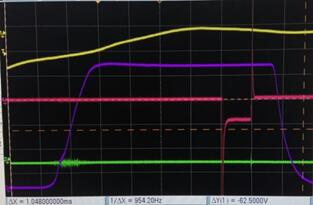 ΔX = 1.048000000ms 1/ΔX = 954.20Hz ΔY(1) = -62.5000V